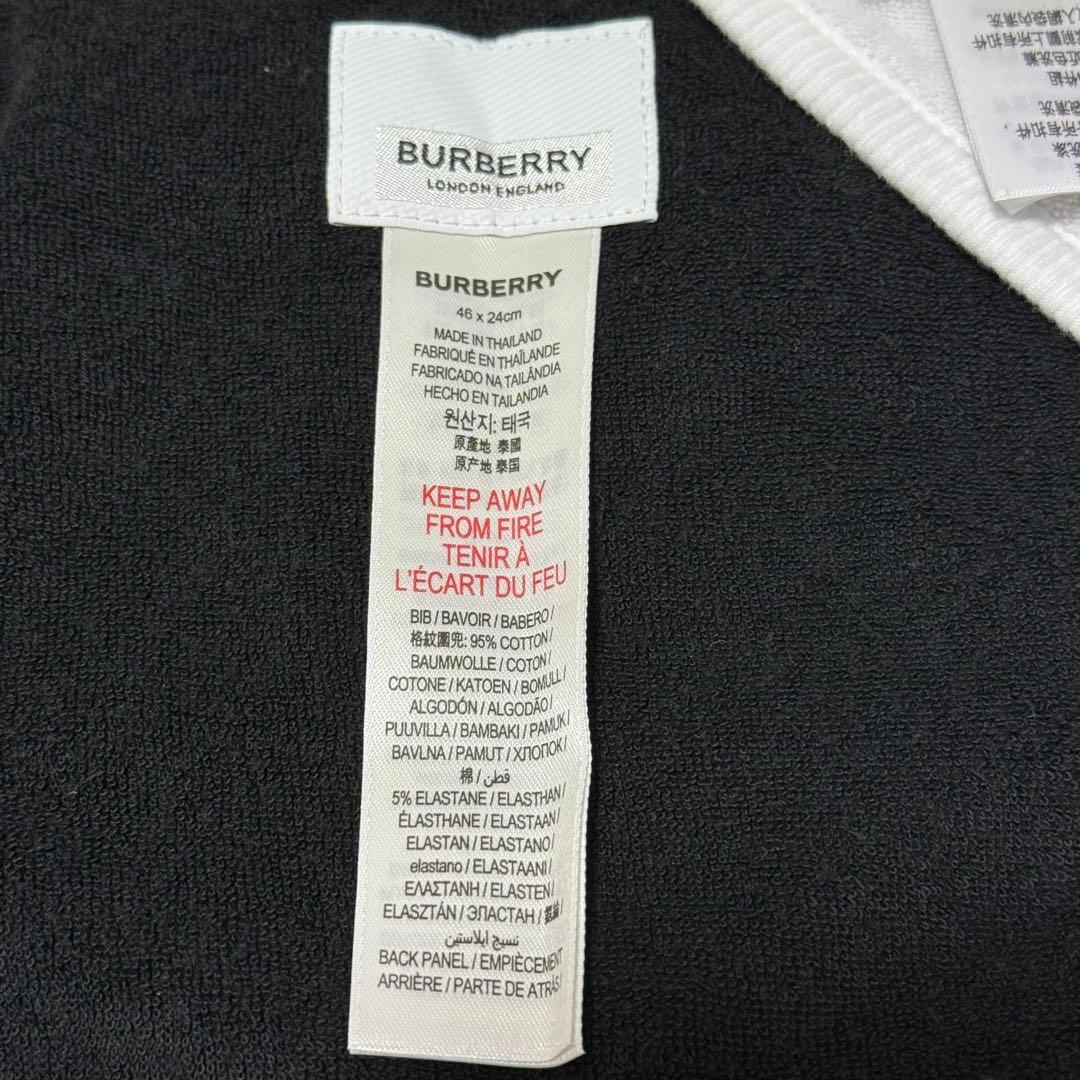 BURBERRY
LONDON ENGLAND
BURBERRY
46 x 24cm
MADE IN THAILAND
FABRIQUÉ EN THAÏLANDE
FABRICADO NA TAILÂNDIA
HECHO EN TAILANDIA
원산지: 태국
原產地 泰國
原产地 泰国
KEEP AWAY
FROM FIRE
TENIR À
L'ÉCART DU FEU
BIB / BAVOIR / BABERO /
格紋圍兜: 95% COTTON /
BAUMWOLLE / COTON /
COTONE / KATOEN / BOMULL /
ALGODÓN / ALGODÃO /
PUUVILLA / BAMBAKI / PAMUK /
BAVLNA / PAMUT / ХЛОПОК /
棉 / قطن /
5% ELASTANE / ELASTHAN /
ÉLASTHANE / ELASTAAN /
ELASTAN / ELASTANO /
elastano / ELASTAANI /
ΕΛΑΣΤΑΝΗ / ELASTEN /
ELASZTÁN / ЭЛАСТАН /
نسيج إيلاستين
BACK PANEL / EMPIÈCEMENT
ARRIÈRE / PARTE DE ATRÁS /